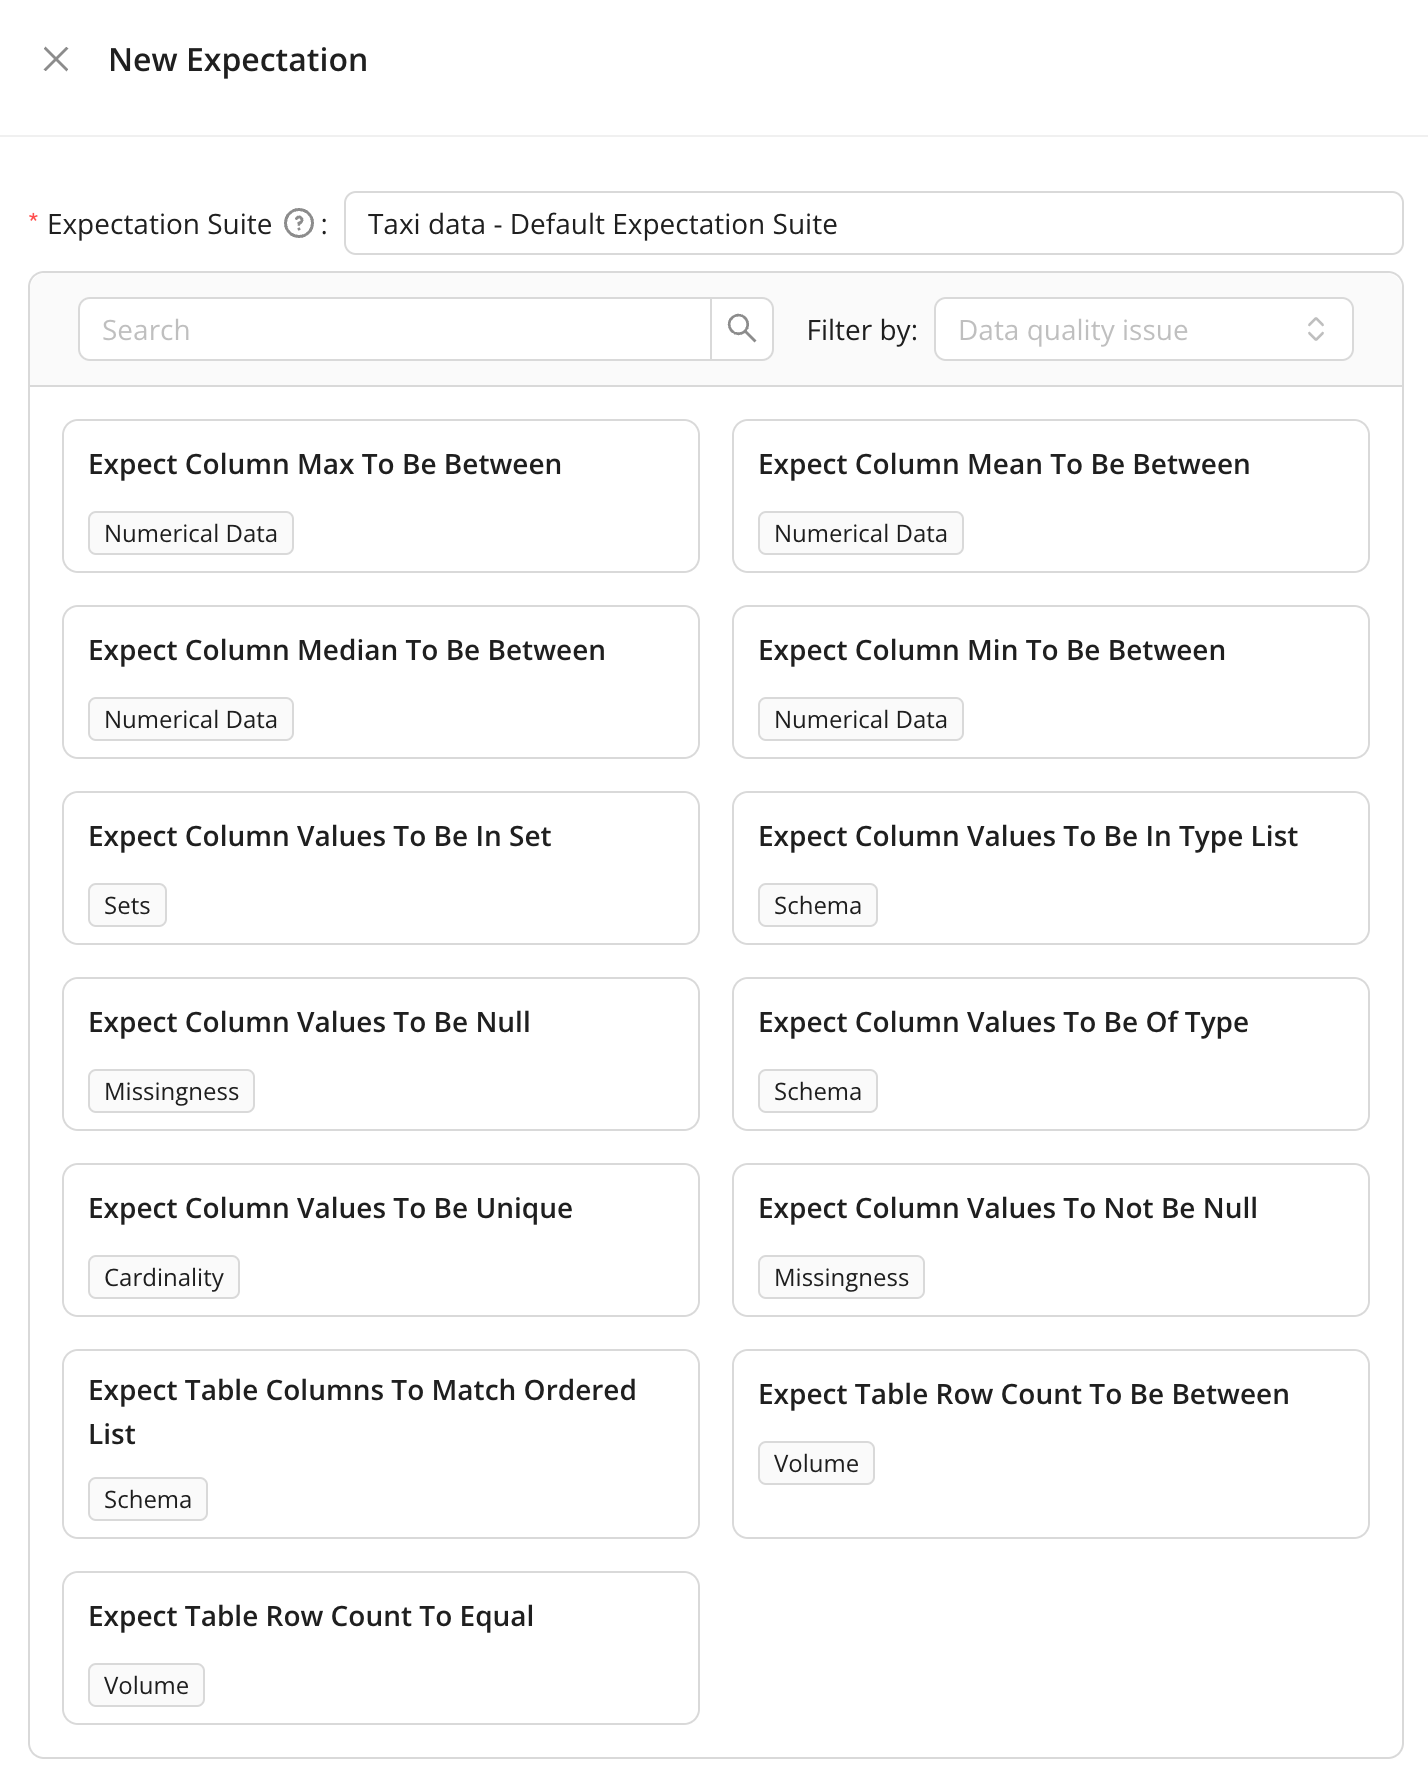 New Expectation
* Expectation Suite ? :
Taxi data - Default Expectation Suite
Search
Filter by:
Data quality issue
Expect Column Max To Be Between
Numerical Data
Expect Column Mean To Be Between
Numerical Data
Expect Column Median To Be Between
Numerical Data
Expect Column Min To Be Between
Numerical Data
Expect Column Values To Be In Set
Sets
Expect Column Values To Be In Type List
Schema
Expect Column Values To Be Null
Missingness
Expect Column Values To Be Of Type
Schema
Expect Column Values To Be Unique
Cardinality
Expect Column Values To Not Be Null
Missingness
Expect Table Columns To Match Ordered
List
Schema
Expect Table Row Count To Be Between
Volume
Expect Table Row Count To Equal
Volume